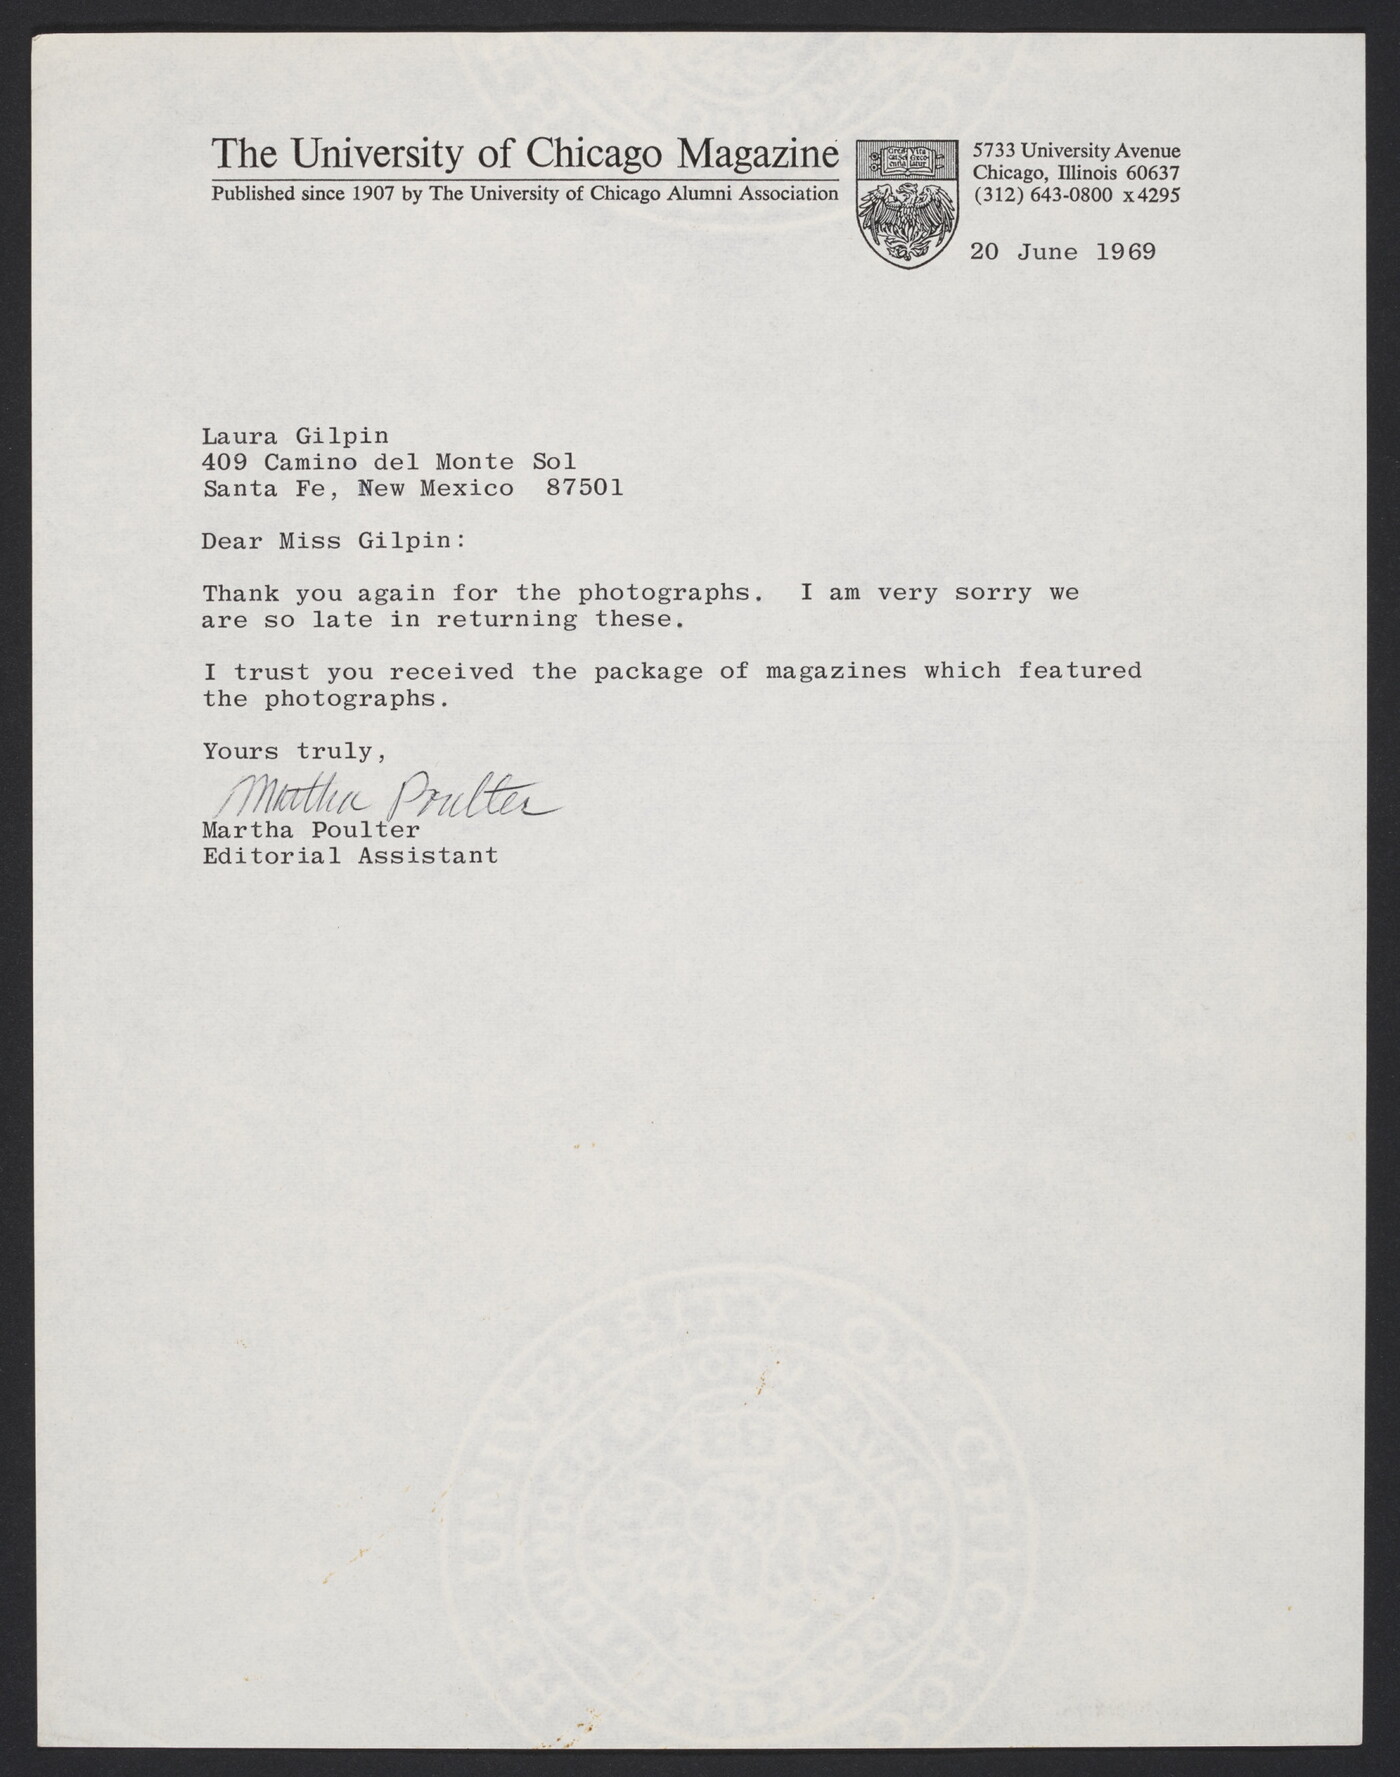 The University of Chicago Magazine
Published since 1907 by The University of Chicago Alumni Association
5733 University Avenue
Chicago, Illinois 60637
(312) 643-0800 x4295
20 June 1969
Laura Gilpin
409 Camino del Monte Sol
Santa Fe, New Mexico 87501
Dear Miss Gilpin:
Thank you again for the photographs. I am very sorry we
are so late in returning these.
I trust you received the package of magazines which featured
the photographs.
Yours truly,
Martha Poulter
Martha Poulter
Editorial Assistant
UNIVERSITY OF CHICAGO